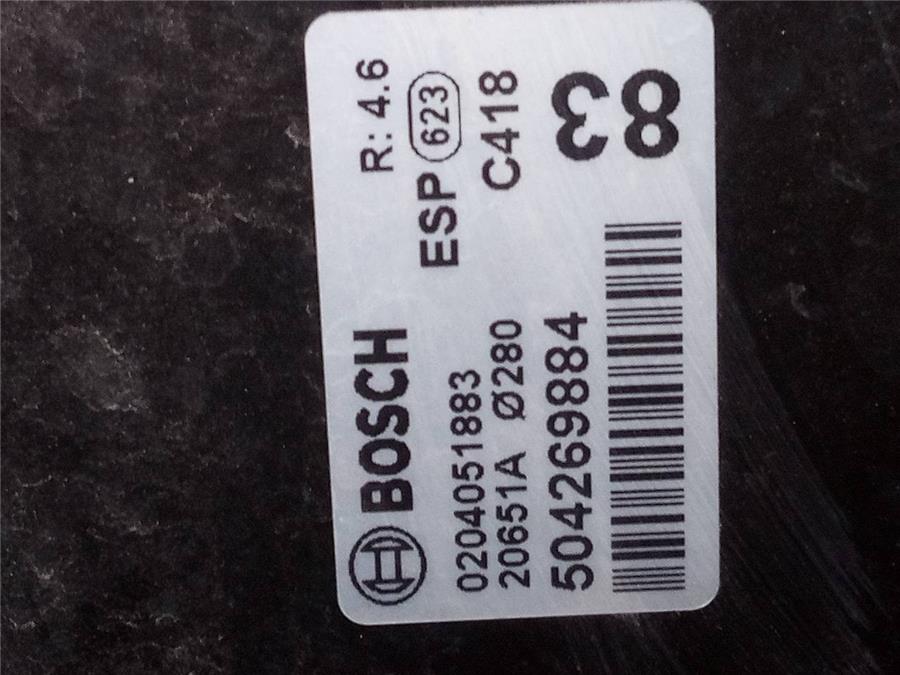 BOSCH R: 4.6
ESP 623
0204051883
20651A Ø280 C418
504269884
83